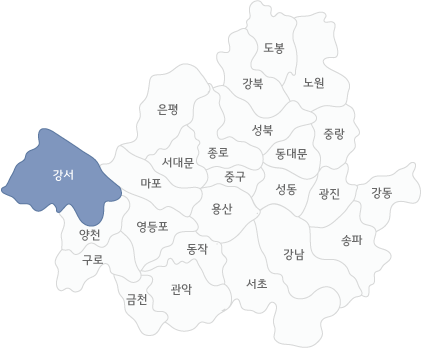 도봉
노원
강북
은평
성북
중랑
종로
동대문
서대문
강서
중구
마포
성동
광진
강동
용산
영등포
양천
송파
동작
강남
구로
서초
관악
금천